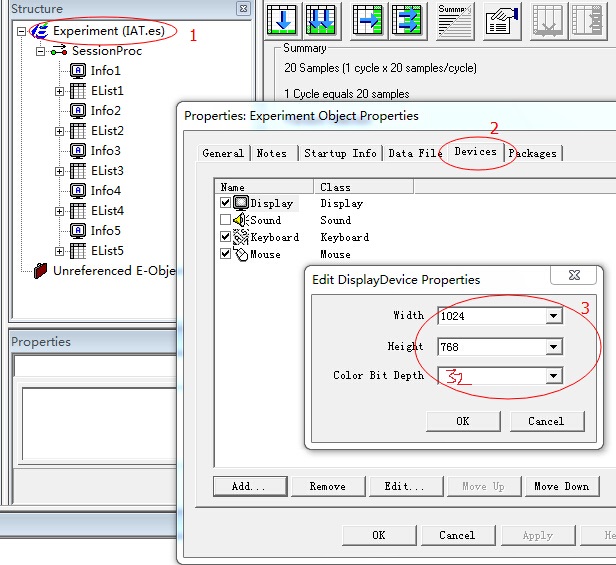 Structure
Experiment (IAT.es)
1
SessionProc
Info1
EList1
Info2
EList2
Info3
EList3
Info4
EList4
Info5
EList5
Unreferenced E-Obje
Properties
Summary
Summary
20 Samples (1 cycle x 20 samples/cycle)
1 Cycle equals 20 samples
Properties: Experiment Object Properties
2
General
Notes
Startup Info
Data File
Devices
Packages
Name Class
Display Display
Sound Sound
Keyboard Keyboard
Mouse Mouse
Edit DisplayDevice Properties
3
Width 1024
Height 768
Color Bit Depth 32
OK Cancel
Add... Remove Edit... Move Up Move Down
OK Cancel Apply He